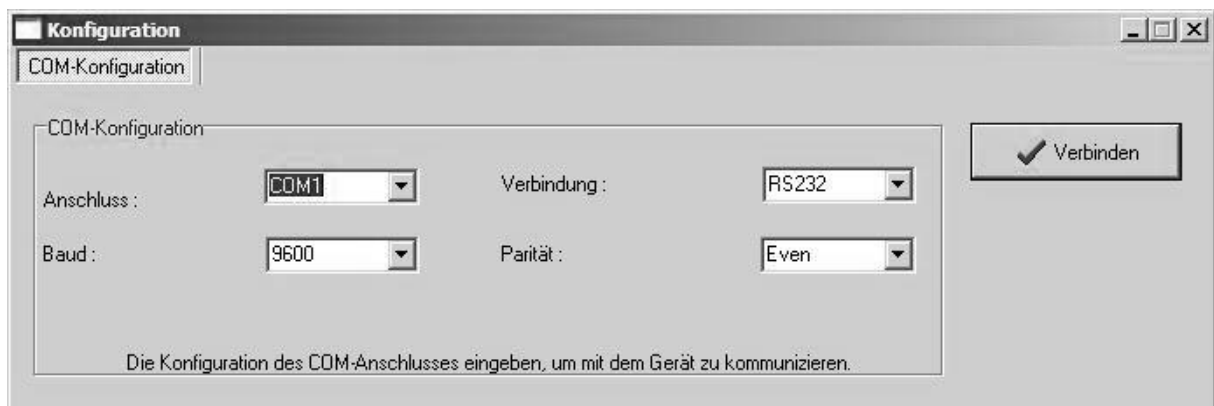 Konfiguration
COM-Konfiguration
COM-Konfiguration
Verbinden
Anschluss : COM1 Verbindung : RS232
Baud : 9600 Parität : Even
Die Konfiguration des COM-Anschlusses eingeben, um mit dem Gerät zu kommunizieren.